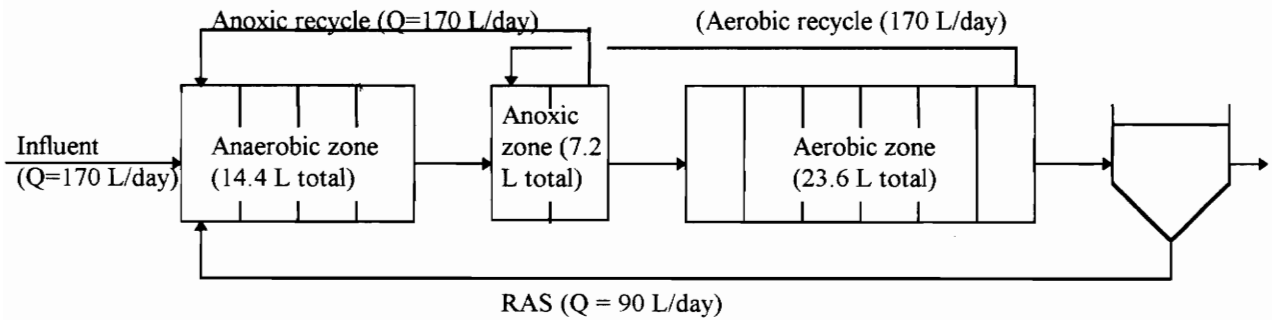 Anoxic recycle (Q=170 L/day)
(Aerobic recycle (170 L/day)
Influent
(Q=170 L/day)
Anaerobic zone
(14.4 L total)
Anoxic
zone (7.2
L total)
Aerobic zone
(23.6 L total)
RAS (Q = 90 L/day)